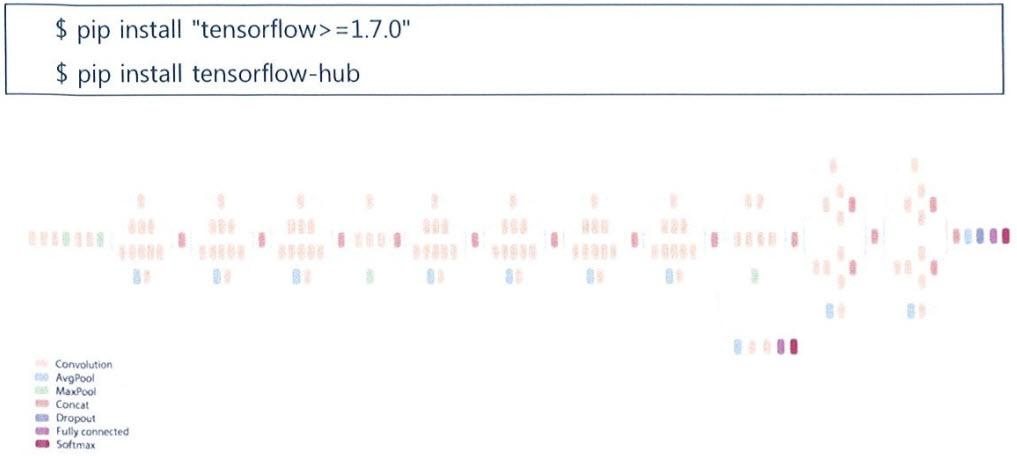 $ pip install "tensorflow>=1.7.0"
$ pip install tensorflow-hub
Convolution
AvgPool
MaxPool
Concat
Dropout
Fully connected
Softmax